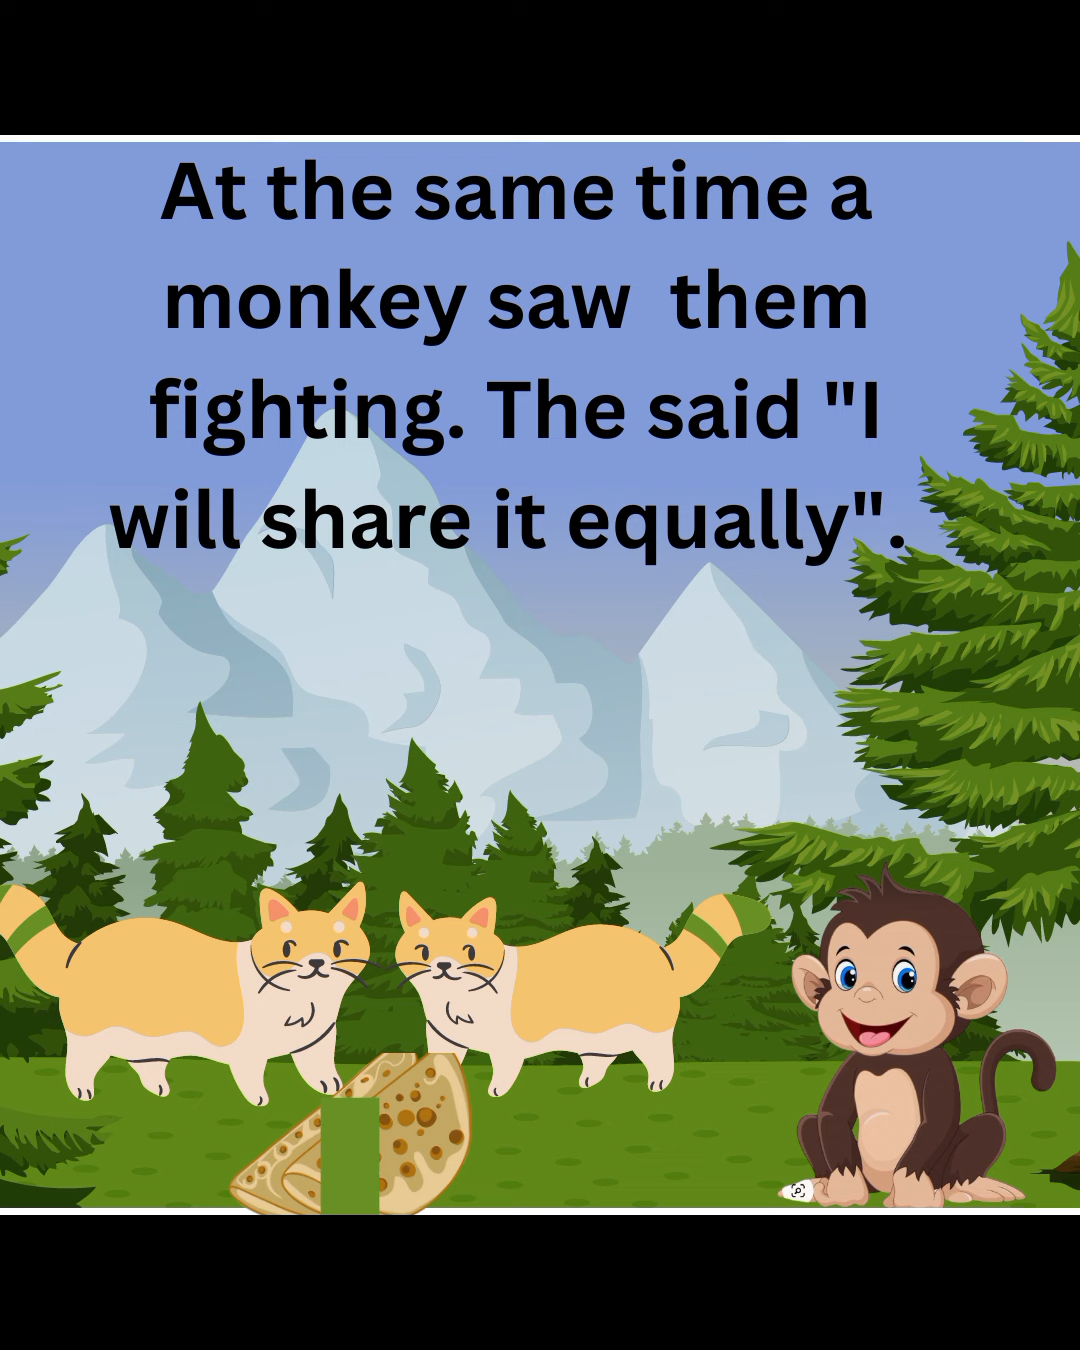 At the same time a
monkey saw  them
fighting. The said "I
will share it equally".